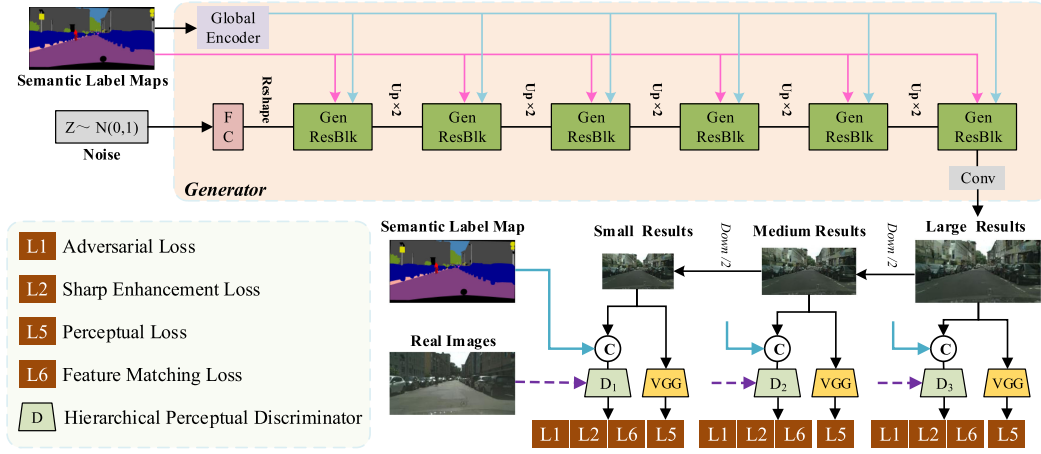 Global
Encoder
Semantic Label Maps
Z～ N(0,1)
Noise
F
C
Reshape
Gen
ResBlk
Up ×2
Gen
ResBlk
Up ×2
Gen
ResBlk
Up ×2
Gen
ResBlk
Up ×2
Gen
ResBlk
Up ×2
Gen
ResBlk
Conv
Generator
L1 Adversarial Loss
L2 Sharp Enhancement Loss
L5 Perceptual Loss
L6 Feature Matching Loss
D Hierarchical Perceptual Discriminator
Semantic Label Map
Small Results
Down /2
Medium Results
Down /2
Large Results
Real Images
C
D1
VGG
L1 L2 L6 L5
C
D2
VGG
L1 L2 L6 L5
C
D3
VGG
L1 L2 L6 L5